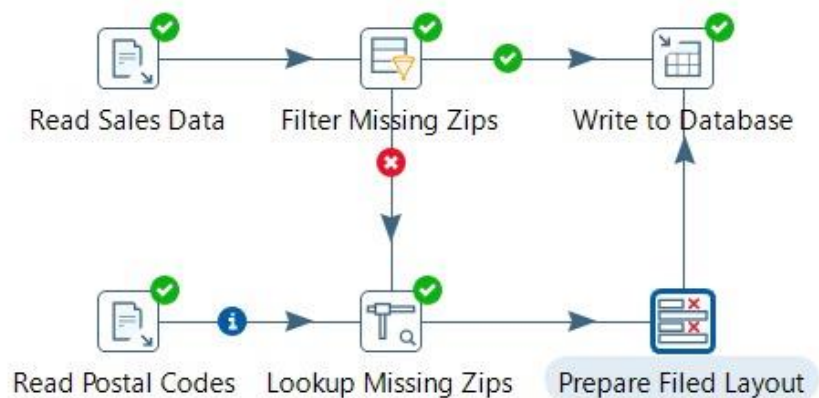 Read Sales Data
Filter Missing Zips
Write to Database
Read Postal Codes
Lookup Missing Zips
Prepare Filed Layout